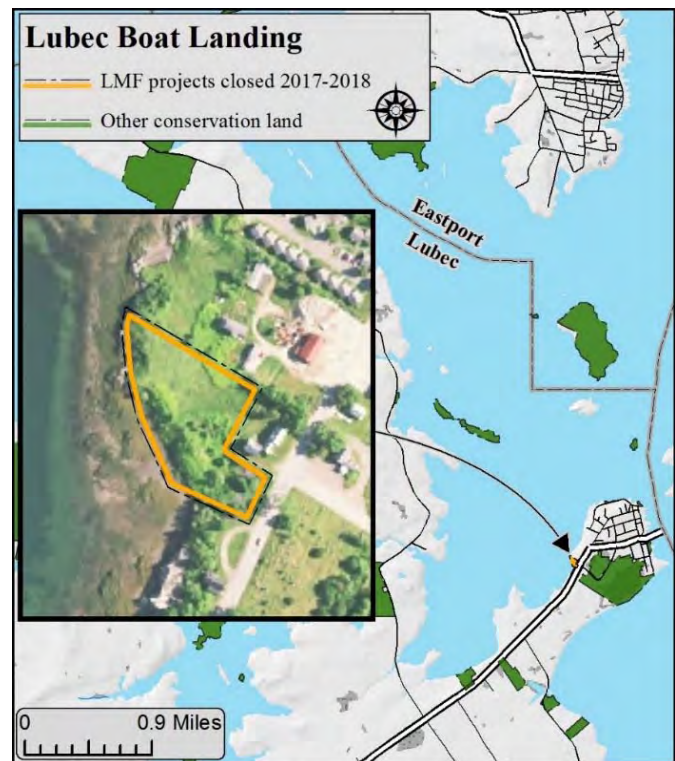 Lubec Boat Landing
LMF projects closed 2017-2018
Other conservation land
Eastport
Lubec
0 0.9 Miles